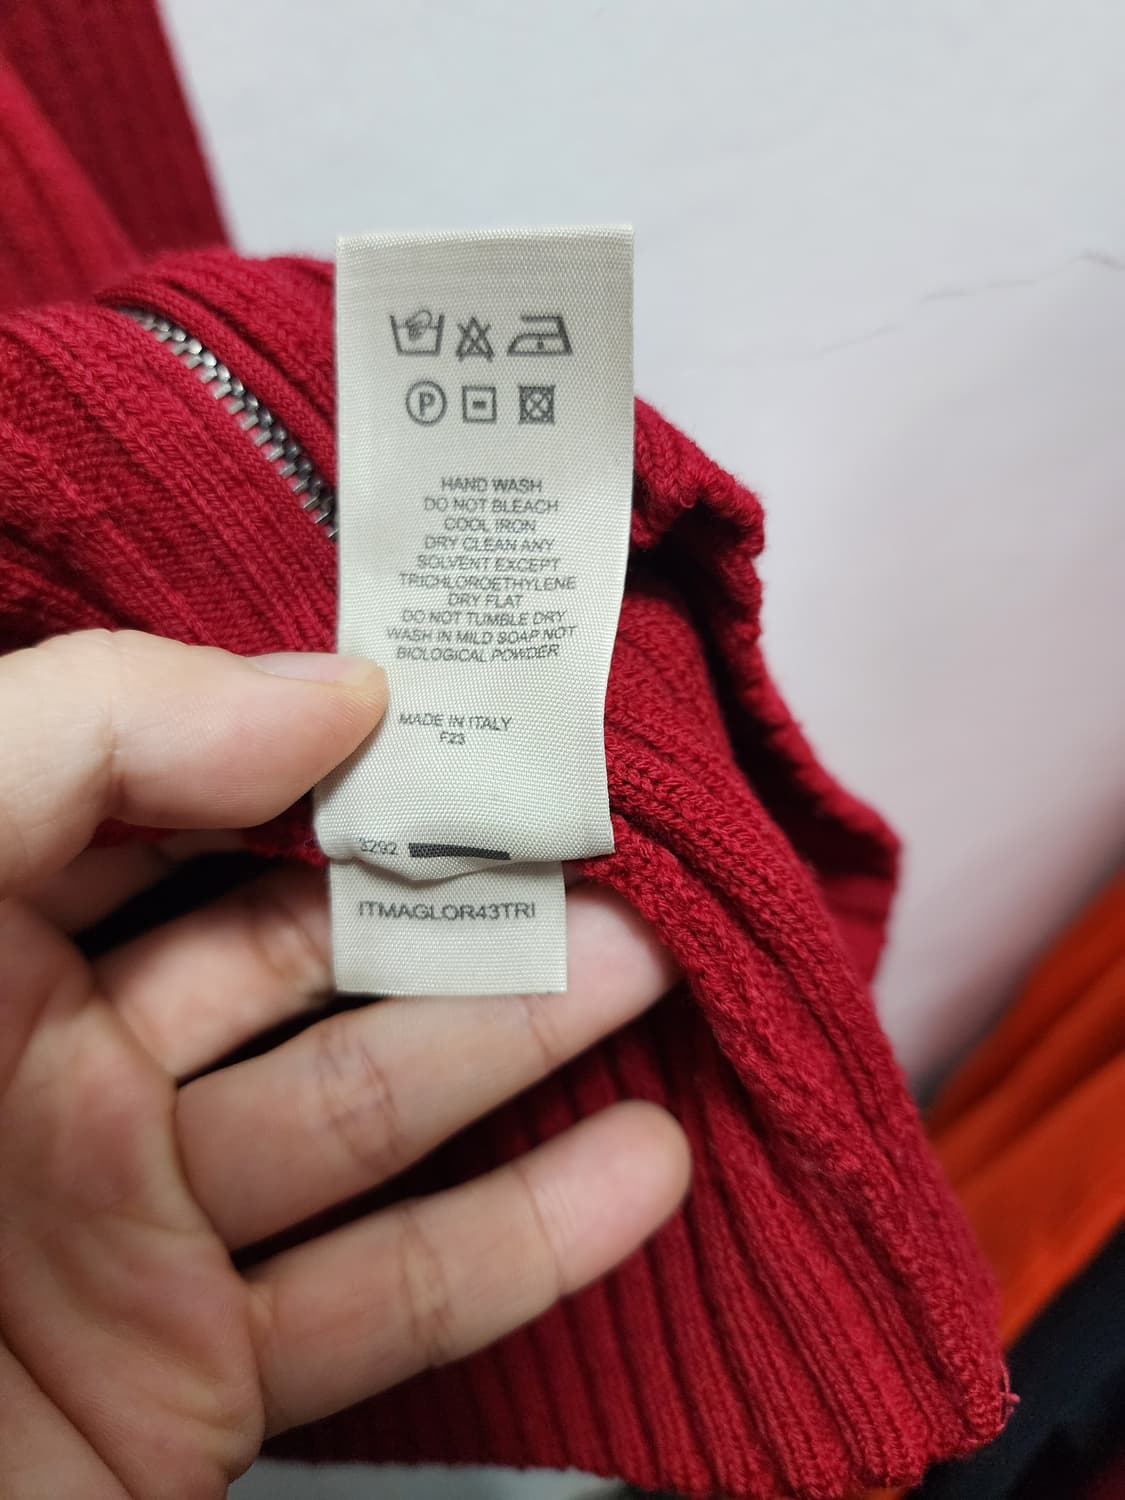 P
HAND WASH
DO NOT BLEACH
COOL IRON
DRY CLEAN ANY
SOLVENT EXCEPT
TRICHLOROETHYLENE
DRY FLAT
DO NOT TUMBLE DRY
WASH IN MILD SOAP NOT
BIOLOGICAL POWDER
MADE IN ITALY
F23
3292
ITMAGLOR43TRI